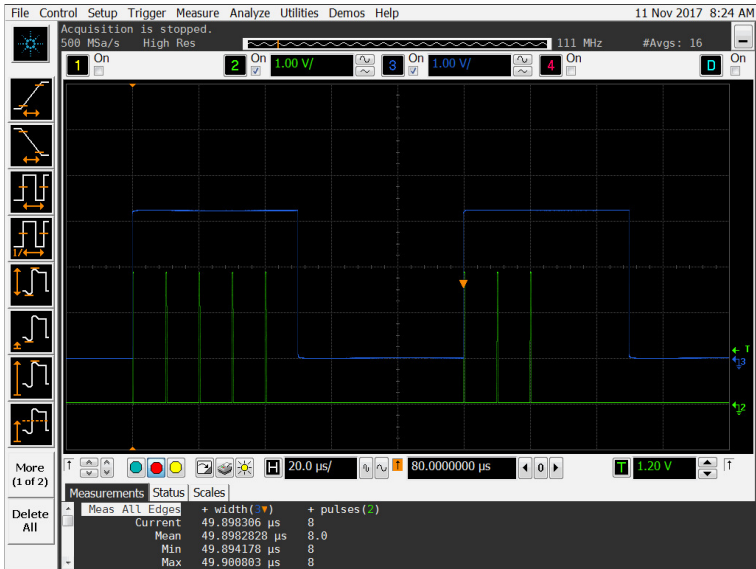 File Control Setup Trigger Measure Analyze Utilities Demos Help 11 Nov 2017 8:24 AM
Acquisition is stopped.
500 MSa/s High Res 111 MHz #Avgs: 16
1 On 2 On 1.00 V/ 3 On 1.00 V/ 4 On D On
T
3
2
1/
More
(1 of 2)
Delete
All
H 20.0 µs/ 80.0000000 µs 0 T 1.20 V
Measurements Status Scales
Meas All Edges + width(3▼) + pulses(2)
Current 49.898306 µs 8
Mean 49.8982828 µs 8.0
Min 49.894178 µs 8
Max 49.900803 µs 8